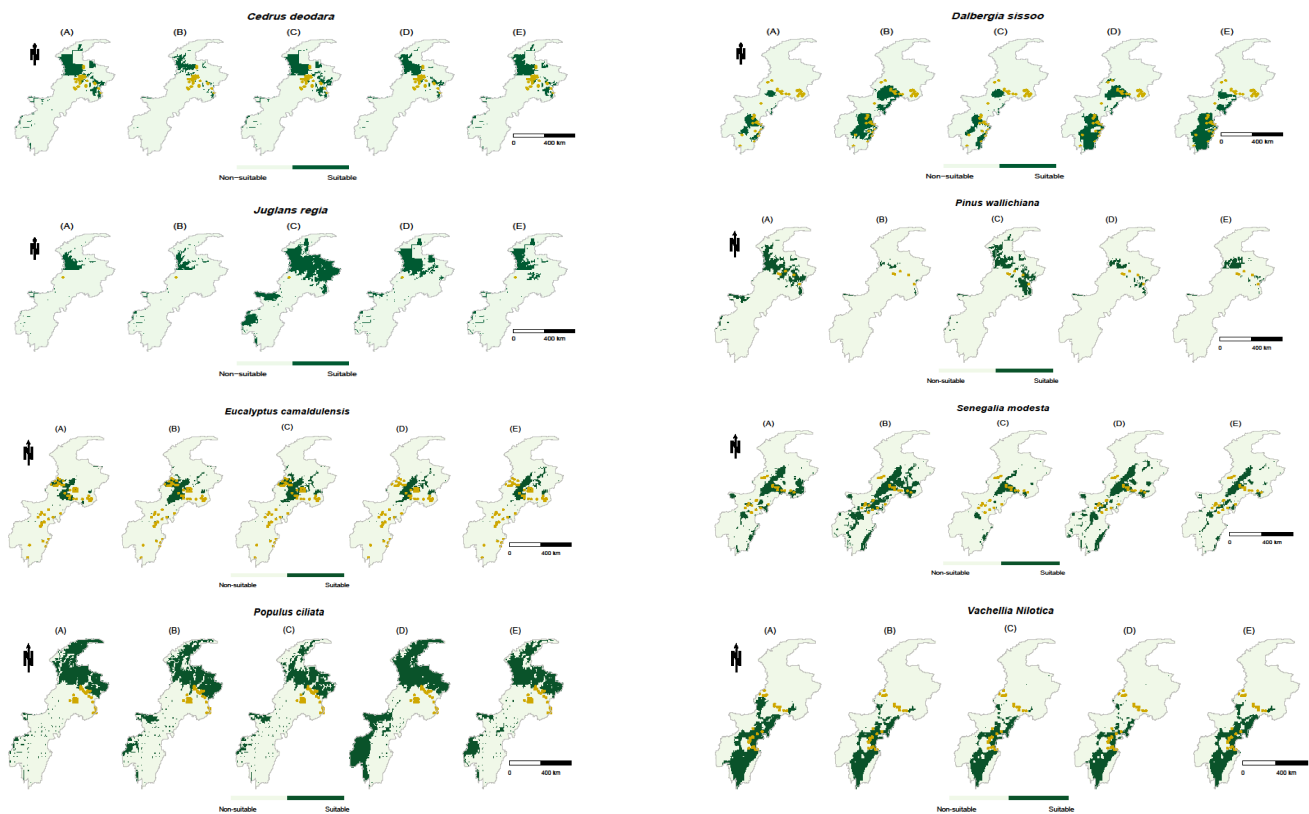 Cedrus deodara
(A) (B) (C) (D) (E)
N
0 400 km
Non-suitable Suitable
Juglans regia
(A) (B) (C) (D) (E)
N
0 400 km
Non-suitable Suitable
Eucalyptus camaldulensis
(A) (B) (C) (D) (E)
N
0 400 km
Non-suitable Suitable
Populus ciliata
(A) (B) (C) (D) (E)
N
0 400 km
Non-suitable Suitable
Dalbergia sissoo
(A) (B) (C) (D) (E)
N
0 400 km
Non-suitable Suitable
Pinus wallichiana
(A) (B) (C) (D) (E)
N
0 400 km
Non-suitable Suitable
Senegalia modesta
(A) (B) (C) (D) (E)
N
0 400 km
Non-suitable Suitable
Vachellia Nilotica
(A) (B) (C) (D) (E)
N
0 400 km
Non-suitable Suitable